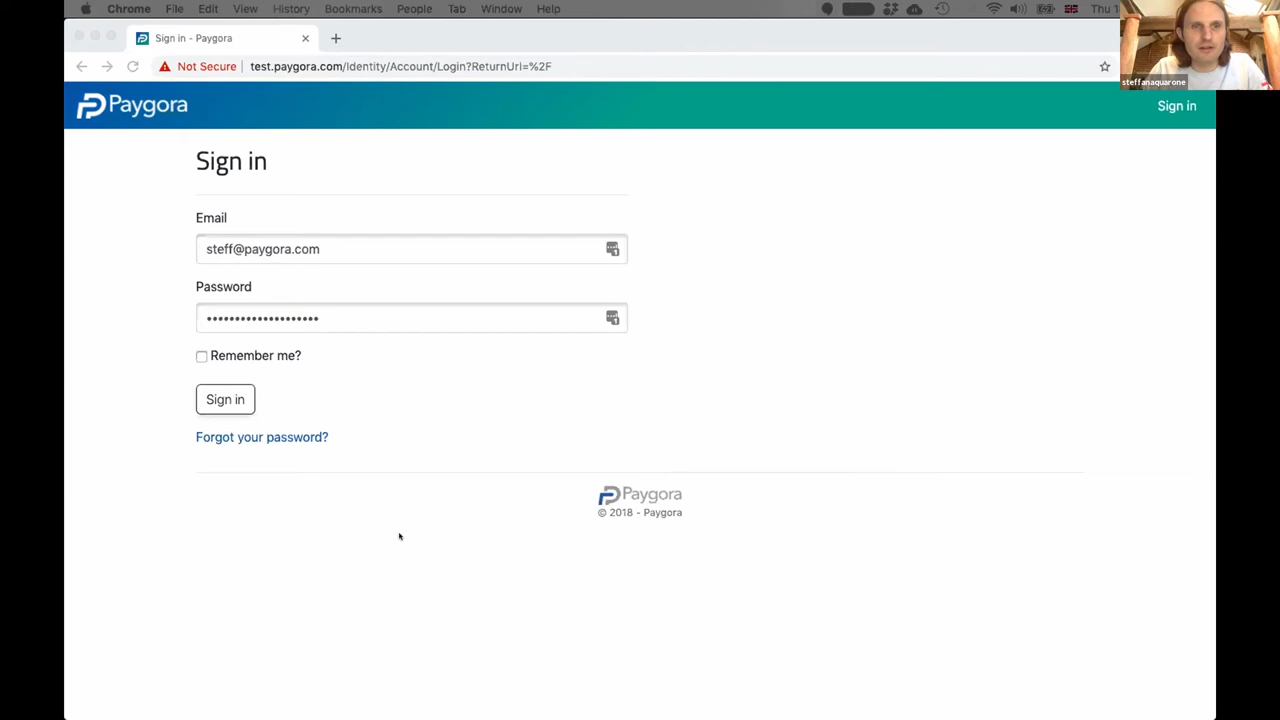 Chrome File Edit View History Bookmarks People Tab Window Help Thu 1
Sign in - Paygora
Not Secure test.paygora.com/Identity/Account/Login?ReturnUrl=%2F
steffanaquarone
Paygora Sign in
Sign in
Email
steff@paygora.com
Password
••••••••••••••••••••
Remember me?
Sign in
Forgot your password?
Paygora
© 2018 - Paygora